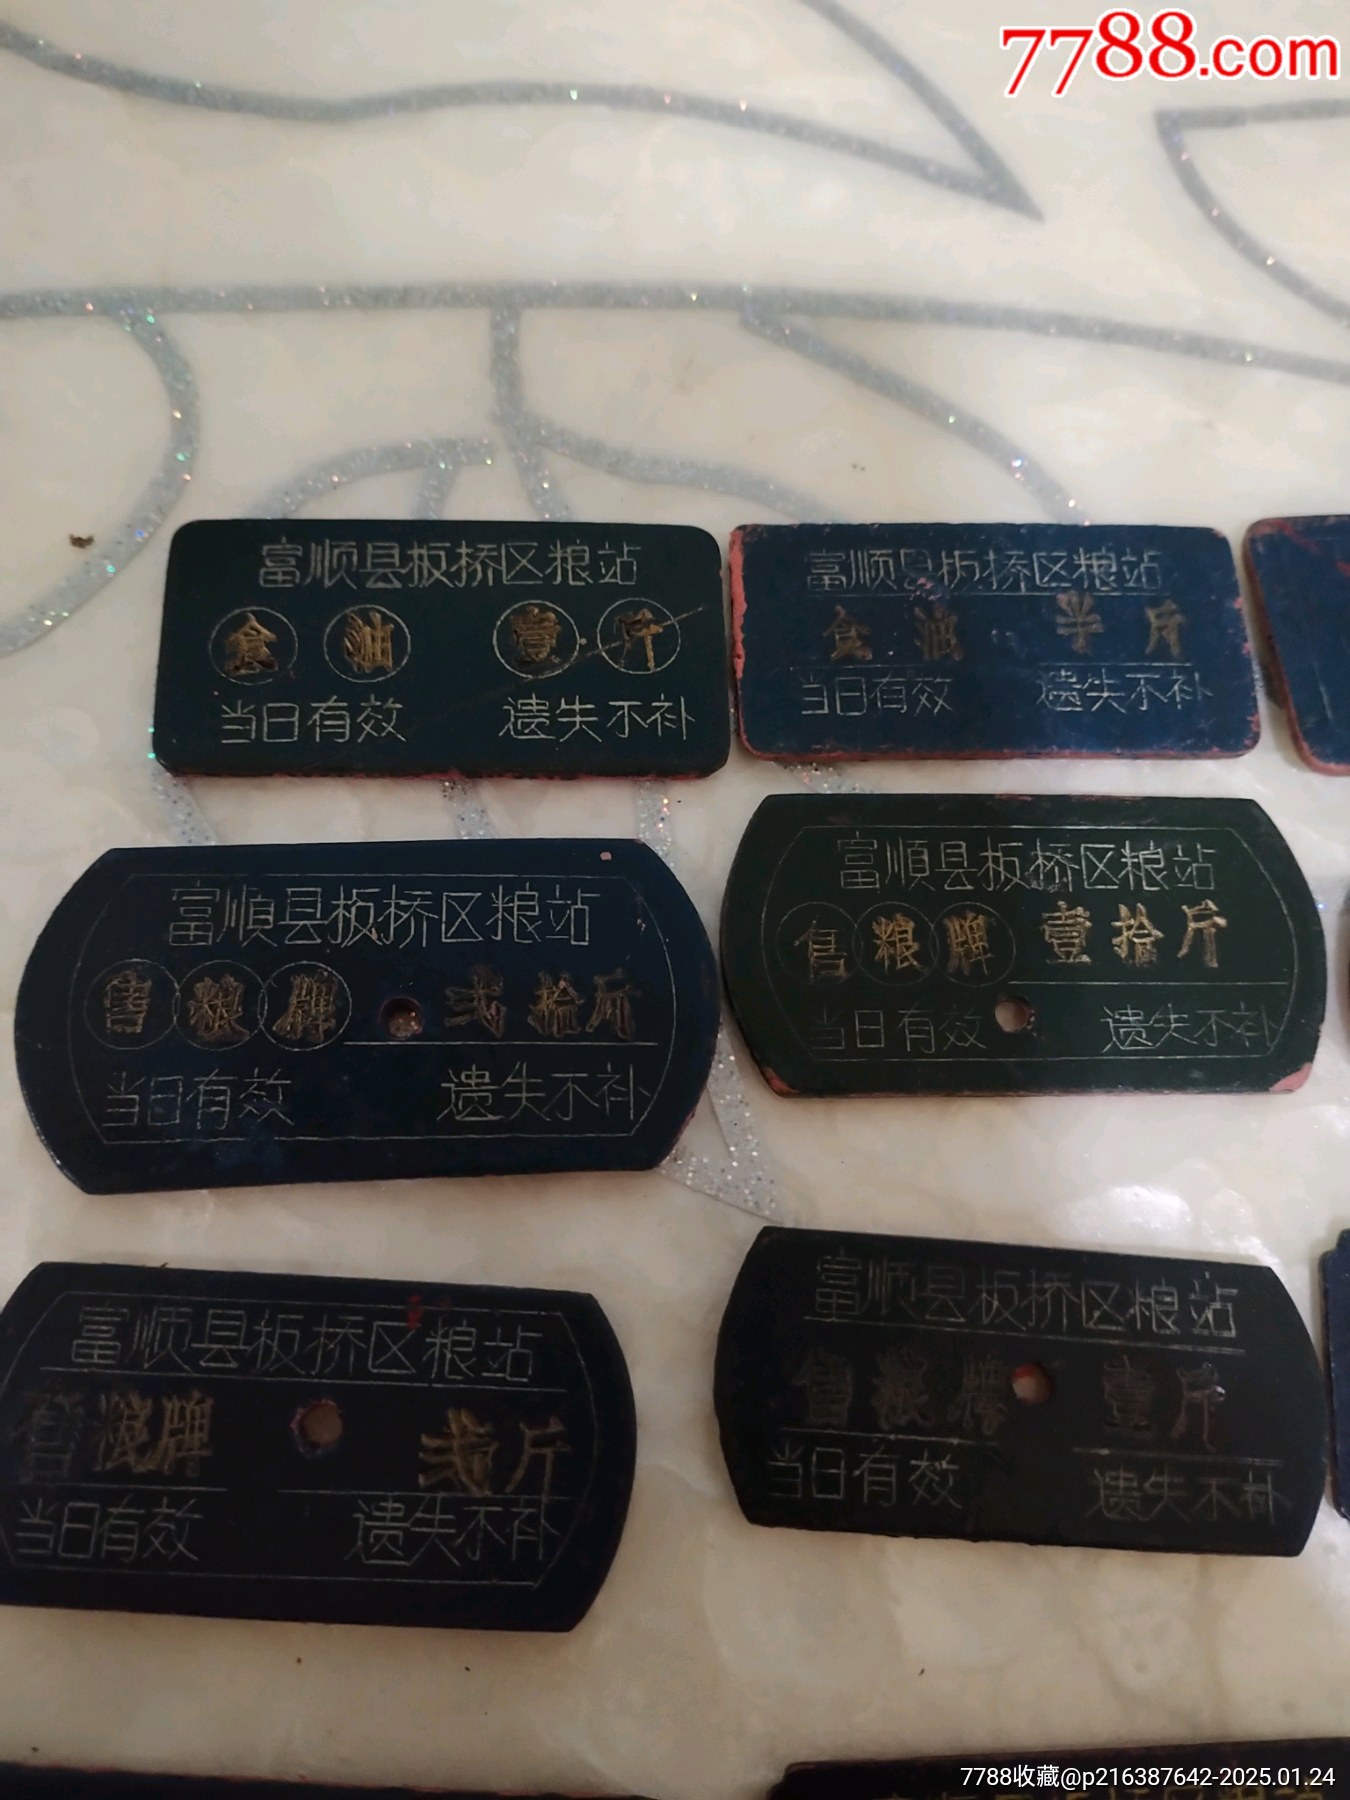 7788.com
富顺县板桥区粮站
食油 壹斤
当日有效 遗失不补
富顺县板桥区粮站
食油 半斤
当日有效 遗失不补
富順县板桥区粮站
售粮牌 弍拾斤
当日有效 遗失不补
富順县板桥区粮站
售粮牌 壹拾斤
当日有效 遗失不补
富顺县板桥区粮站
售粮牌 弍斤
当日有效 遗失不补
富顺县板桥区粮站
售粮牌 壹斤
当日有效 遗失不补
7788收藏@p216387642-2025.01.24